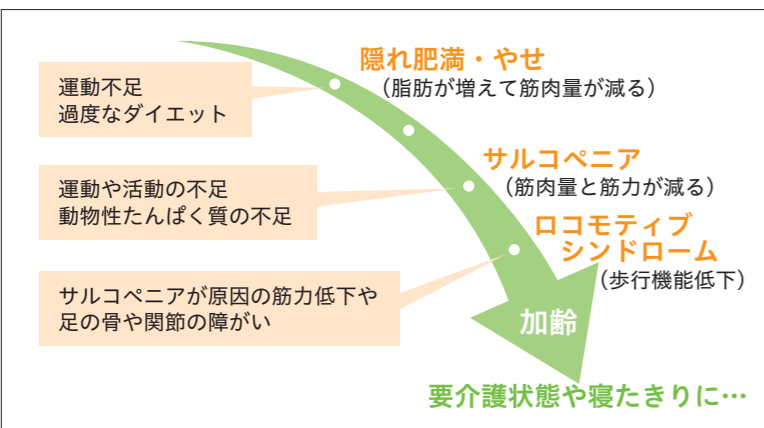 隠れ肥満・やせ
（脂肪が増えて筋肉量が減る）
運動不足
過度なダイエット
サルコペニア
（筋肉量と筋力が減る）
運動や活動の不足
動物性たんぱく質の不足
ロコモティブ
シンドローム
（歩行機能低下）
サルコペニアが原因の筋力低下や
足の骨や関節の障がい
加齢
要介護状態や寝たきりに…